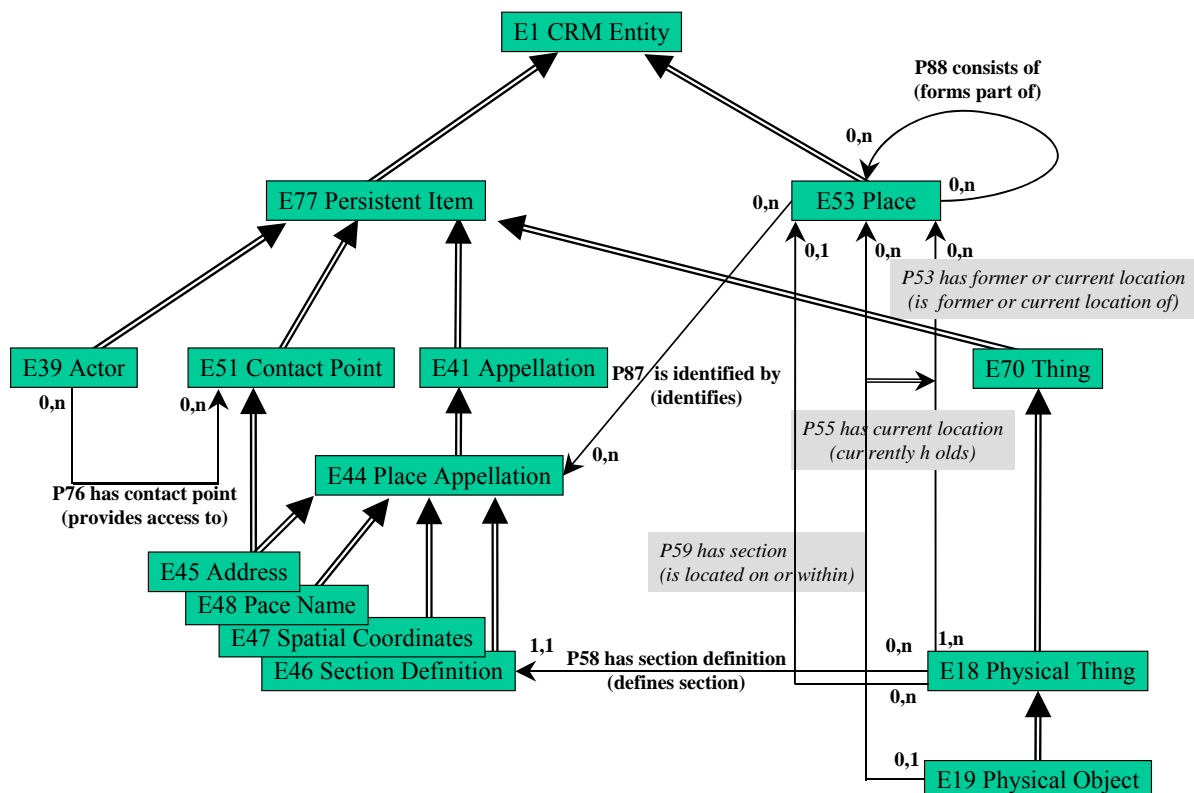 E1 CRM Entity
P88 consists of
(forms part of)
0,n
0,n
E77 Persistent Item
E53 Place
0,n
0,1
0,n
0,n
P53 has former or current location
(is former or current location of)
E39 Actor
E51 Contact Point
E41 Appellation
E70 Thing
0,n
0,n
P87 is identified by
(identifies)
P55 has current location
(currently h olds)
0,n
E44 Place Appellation
P76 has contact point
(provides access to)
P59 has section
(is located on or within)
E45 Address
E48 Pace Name
E47 Spatial Coordinates
E46 Section Definition
1,1
P58 has section definition
(defines section)
0,n
1,n
E18 Physical Thing
0,n
0,1
E19 Physical Object